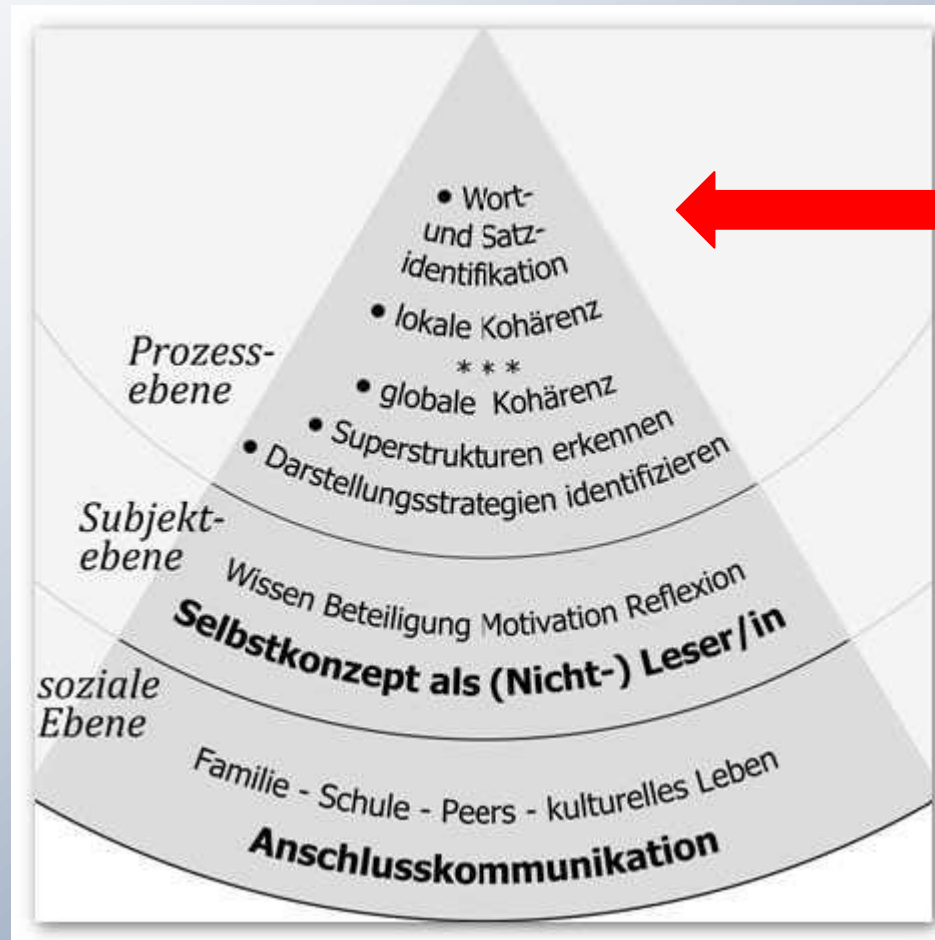 • Wort-
und Satz-
identifikation
• lokale Kohärenz
* * *
• globale Kohärenz
• Superstrukturen erkennen
• Darstellungsstrategien identifizieren
Prozess-
ebene
Wissen Beteiligung Motivation Reflexion
Selbstkonzept als (Nicht-) Leser/in
Subjekt-
ebene
Familie - Schule - Peers - kulturelles Leben
Anschlusskommunikation
soziale
Ebene